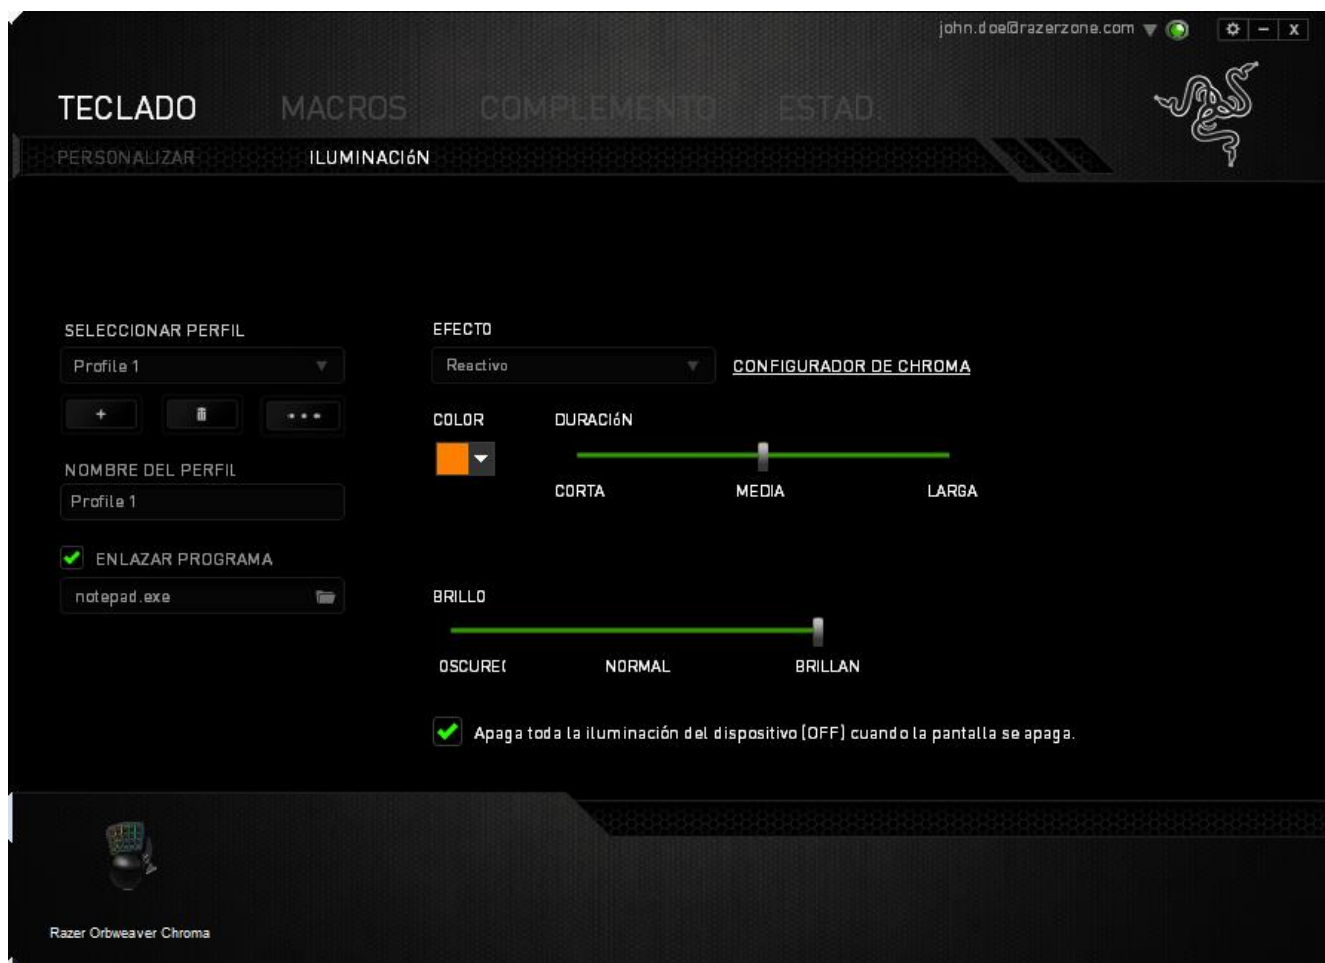 john.doe@razerzone.com
TECLADO MACROS COMPLEMENTO ESTAD.
PERSONALIZAR ILUMINACIóN
SELECCIONAR PERFIL
Profile 1
NOMBRE DEL PERFIL
Profile 1
ENLAZAR PROGRAMA
notepad.exe
EFECTO
Reactivo CONFIGURADOR DE CHROMA
COLOR DURACIóN
CORTA MEDIA LARGA
BRILLO
OSCUREC NORMAL BRILLAN
Apaga toda la iluminación del dispositivo (OFF) cuando la pantalla se apaga.
Razer Orbweaver Chroma